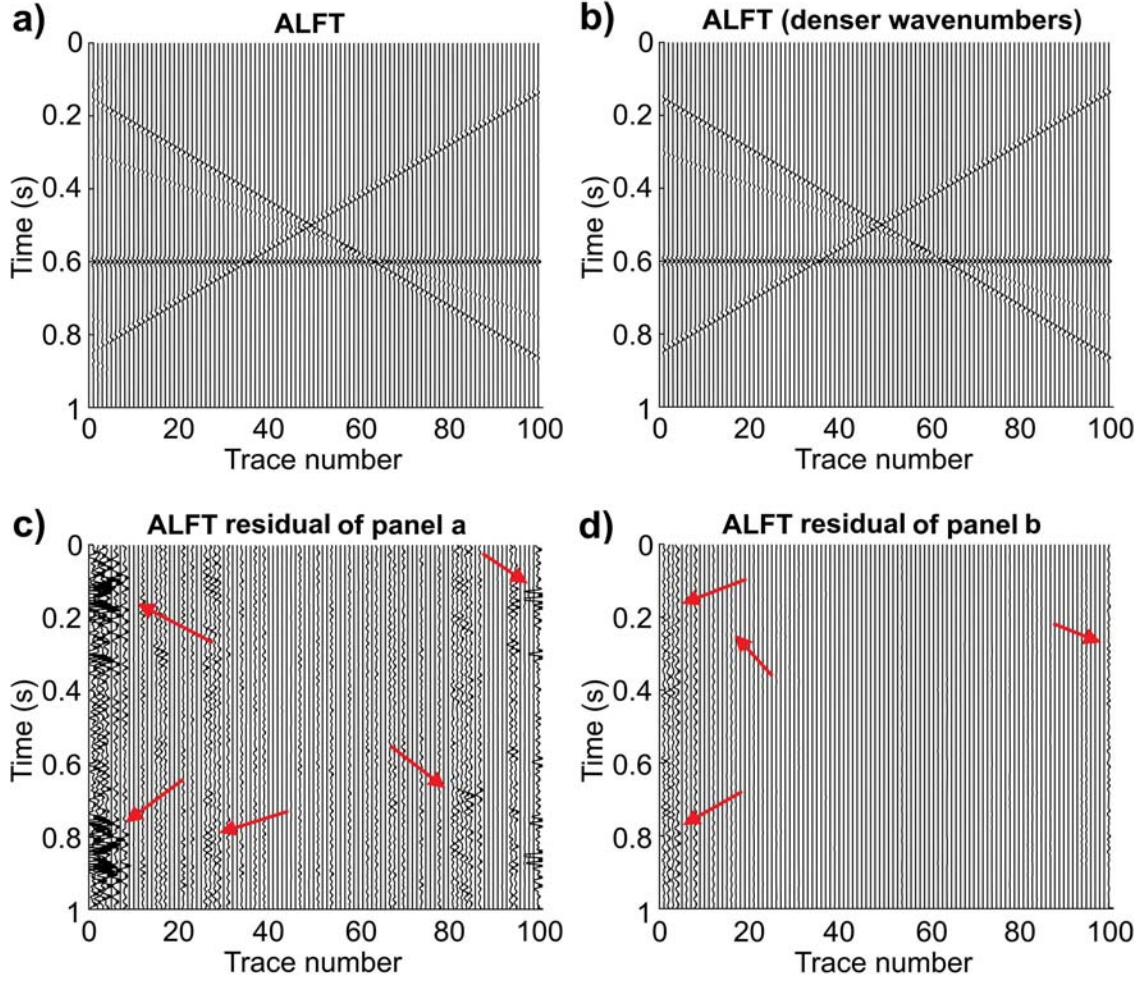 a)
ALFT
0
0.2
0.4
0.6
0.8
1
Time (s)
0 20 40 60 80 100
Trace number
b)
ALFT (denser wavenumbers)
0
0.2
0.4
0.6
0.8
1
Time (s)
0 20 40 60 80 100
Trace number
c)
ALFT residual of panel a
0
0.2
0.4
0.6
0.8
1
Time (s)
0 20 40 60 80 100
Trace number
d)
ALFT residual of panel b
0
0.2
0.4
0.6
0.8
1
Time (s)
0 20 40 60 80 100
Trace number